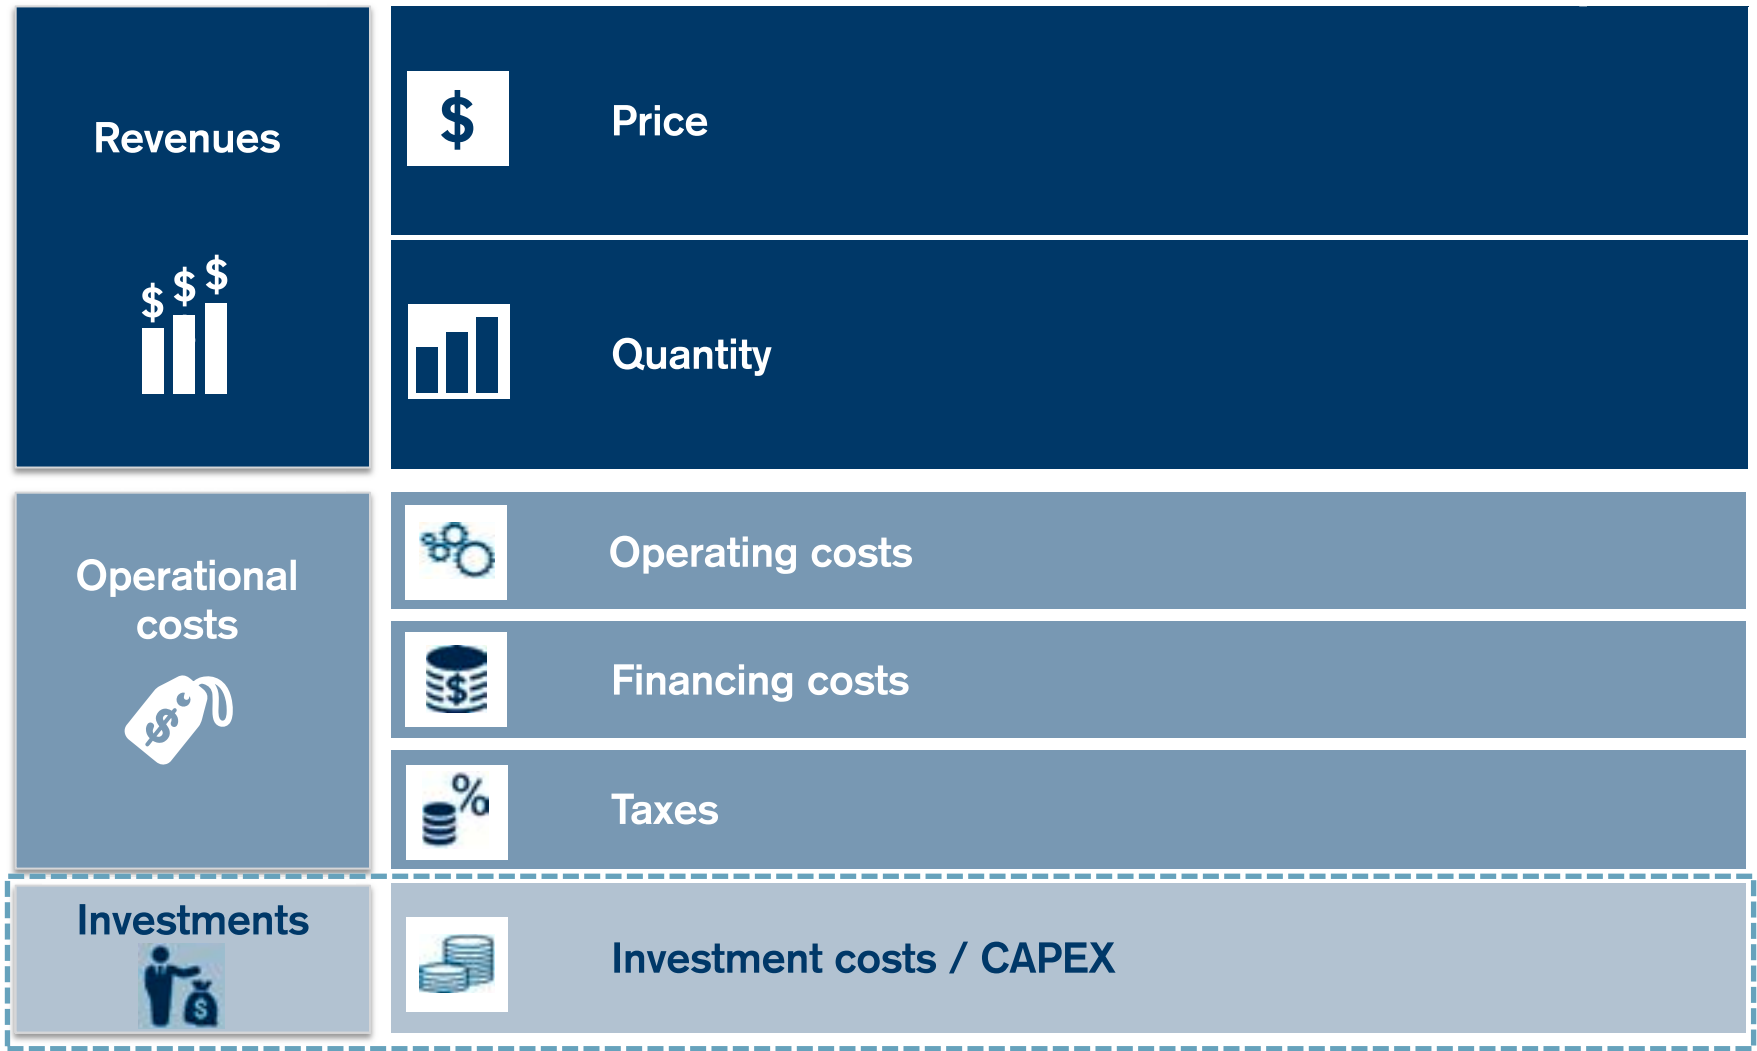 Revenues
$ $ $
$
Price
Quantity
Operational
costs
$
Operating costs
$
Financing costs
%
Taxes
Investments
$
Investment costs / CAPEX